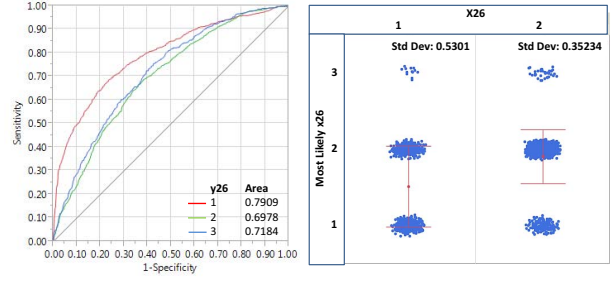 1.00
0.90
0.80
0.70
0.60
0.50
0.40
0.30
0.20
0.10
0.00
Sensitivity
0.00 0.10 0.20 0.30 0.40 0.50 0.60 0.70 0.80 0.90 1.00
1-Specificity
y26 Area
1 0.7909
2 0.6978
3 0.7184
X26
1 2
Std Dev: 0.5301 Std Dev: 0.35234
Most Likely x26
3
2
1